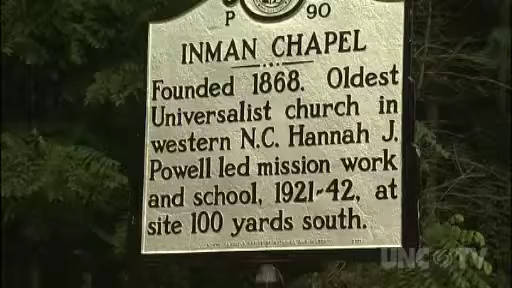 P 90
INMAN CHAPEL
Founded 1868. Oldest
Universalist church in
western N.C. Hannah J.
Powell led mission work
and school, 1921-42, at
site 100 yards south.
UNC-TV